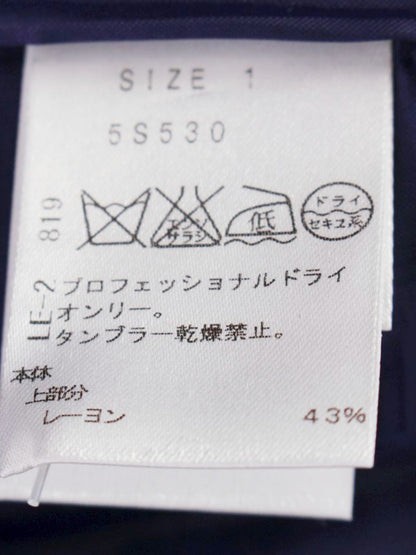 SIZE 1
5S530
819
エンソ
サラシ
低
ドライ
セキユ系
LE-2
プロフェッショナルドライ
オンリー。
タンブラー乾燥禁止。
本体
上部分
レーヨン 43%